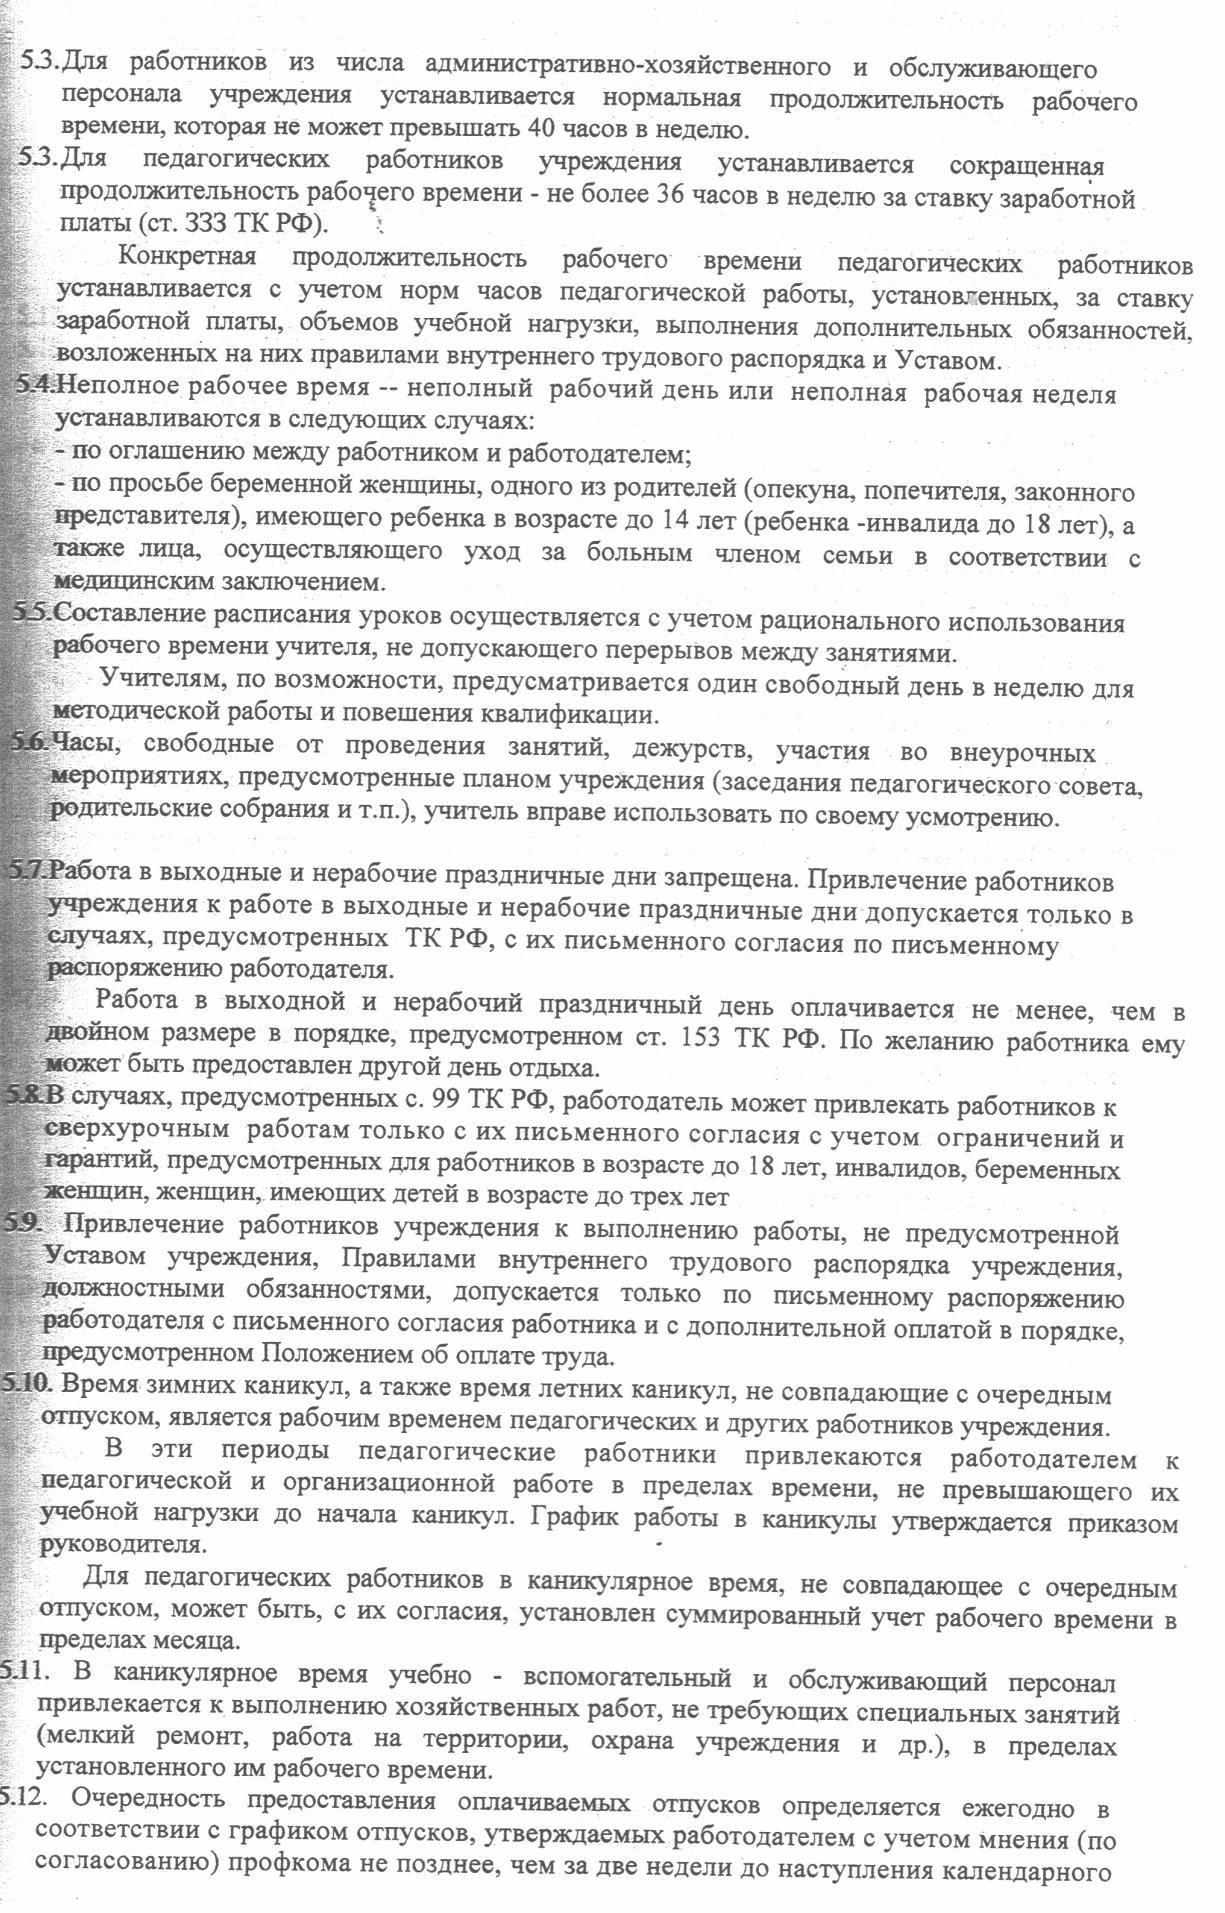 5.3.Для работников из числа административно-хозяйственного и обслуживающего
персонала учреждения устанавливается нормальная продолжительность рабочего
времени, которая не может превышать 40 часов в неделю.
5.3.Для педагогических работников учреждения устанавливается сокращенная
продолжительность рабочего времени - не более 36 часов в неделю за ставку заработной
платы (ст. 333 ТК РФ).
Конкретная продолжительность рабочего времени педагогических работников
устанавливается с учетом норм часов педагогической работы, установленных, за ставку
заработной платы, объемов учебной нагрузки, выполнения дополнительных обязанностей,
возложенных на них правилами внутреннего трудового распорядка и Уставом.
5.4.Неполное рабочее время -- неполный рабочий день или неполная рабочая неделя
устанавливаются в следующих случаях:
- по оглашению между работником и работодателем;
- по просьбе беременной женщины, одного из родителей (опекуна, попечителя, законного
представителя), имеющего ребенка в возрасте до 14 лет (ребенка -инвалида до 18 лет), а
также лица, осуществляющего уход за больным членом семьи в соответствии с
медицинским заключением.
5.5.Составление расписания уроков осуществляется с учетом рационального использования
рабочего времени учителя, не допускающего перерывов между занятиями.
Учителям, по возможности, предусматривается один свободный день в неделю для
методической работы и повешения квалификации.
5.6.Часы, свободные от проведения занятий, дежурств, участия во внеурочных
мероприятиях, предусмотренные планом учреждения (заседания педагогического совета,
родительские собрания и т.п.), учитель вправе использовать по своему усмотрению.
5.7.Работа в выходные и нерабочие праздничные дни запрещена. Привлечение работников
учреждения к работе в выходные и нерабочие праздничные дни допускается только в
случаях, предусмотренных ТК РФ, с их письменного согласия по письменному
распоряжению работодателя.
Работа в выходной и нерабочий праздничный день оплачивается не менее, чем в
двойном размере в порядке, предусмотренном ст. 153 ТК РФ. По желанию работника ему
может быть предоставлен другой день отдыха.
5.8.В случаях, предусмотренных с. 99 ТК РФ, работодатель может привлекать работников к
сверхурочным работам только с их письменного согласия с учетом ограничений и
гарантий, предусмотренных для работников в возрасте до 18 лет, инвалидов, беременных
женщин, женщин, имеющих детей в возрасте до трех лет
5.9. Привлечение работников учреждения к выполнению работы, не предусмотренной
Уставом учреждения, Правилами внутреннего трудового распорядка учреждения,
должностными обязанностями, допускается только по письменному распоряжению
работодателя с письменного согласия работника и с дополнительной оплатой в порядке,
предусмотренном Положением об оплате труда.
5.10. Время зимних каникул, а также время летних каникул, не совпадающие с очередным
отпуском, является рабочим временем педагогических и других работников учреждения.
В эти периоды педагогические работники привлекаются работодателем к
педагогической и организационной работе в пределах времени, не превышающего их
учебной нагрузки до начала каникул. График работы в каникулы утверждается приказом
руководителя.
Для педагогических работников в каникулярное время, не совпадающее с очередным
отпуском, может быть, с их согласия, установлен суммированный учет рабочего времени в
пределах месяца.
5.11. В каникулярное время учебно - вспомогательный и обслуживающий персонал
привлекается к выполнению хозяйственных работ, не требующих специальных занятий
(мелкий ремонт, работа на территории, охрана учреждения и др.), в пределах
установленного им рабочего времени.
5.12. Очередность предоставления оплачиваемых отпусков определяется ежегодно в
соответствии с графиком отпусков, утверждаемых работодателем с учетом мнения (по
согласованию) профкома не позднее, чем за две недели до наступления календарного